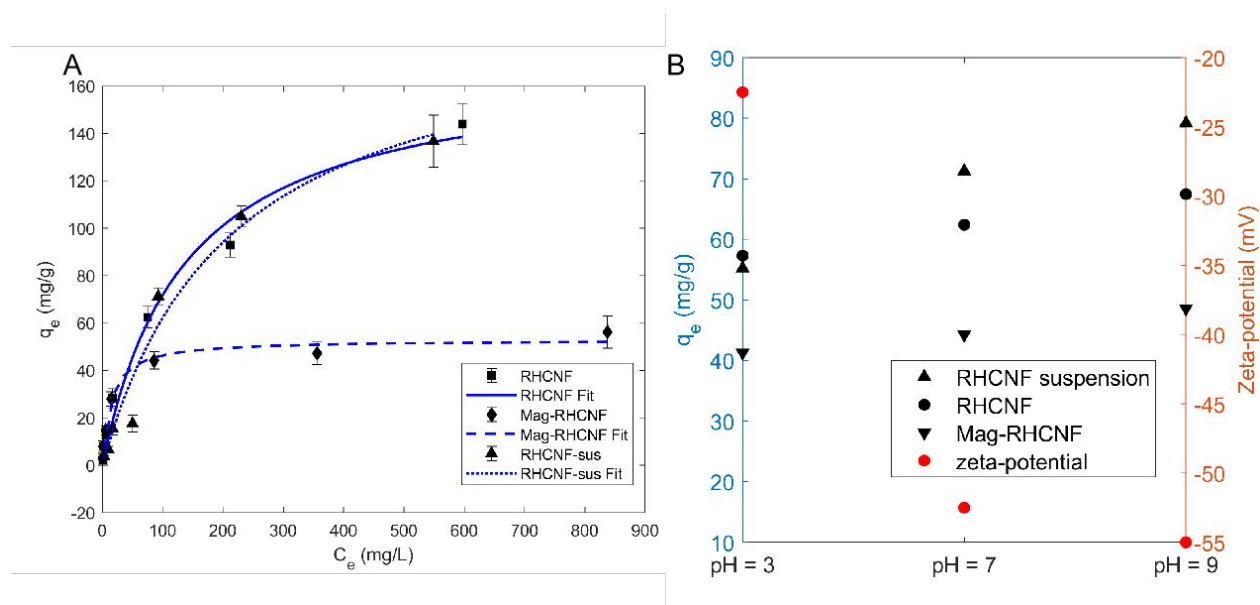 A
160
140
120
100
80
60
40
20
0
-20
q_e (mg/g)
0 100 200 300 400 500 600 700 800 900
C_e (mg/L)
RHCNF
RHCNF Fit
Mag-RHCNF
Mag-RHCNF Fit
RHCNF-sus
RHCNF-sus Fit
B
90
80
70
60
50
40
30
20
10
q_e (mg/g)
pH = 3 pH = 7 pH = 9
RHCNF suspension
RHCNF
Mag-RHCNF
zeta-potential
-20
-25
-30
-35
-40
-45
-50
-55
Zeta-potential (mV)